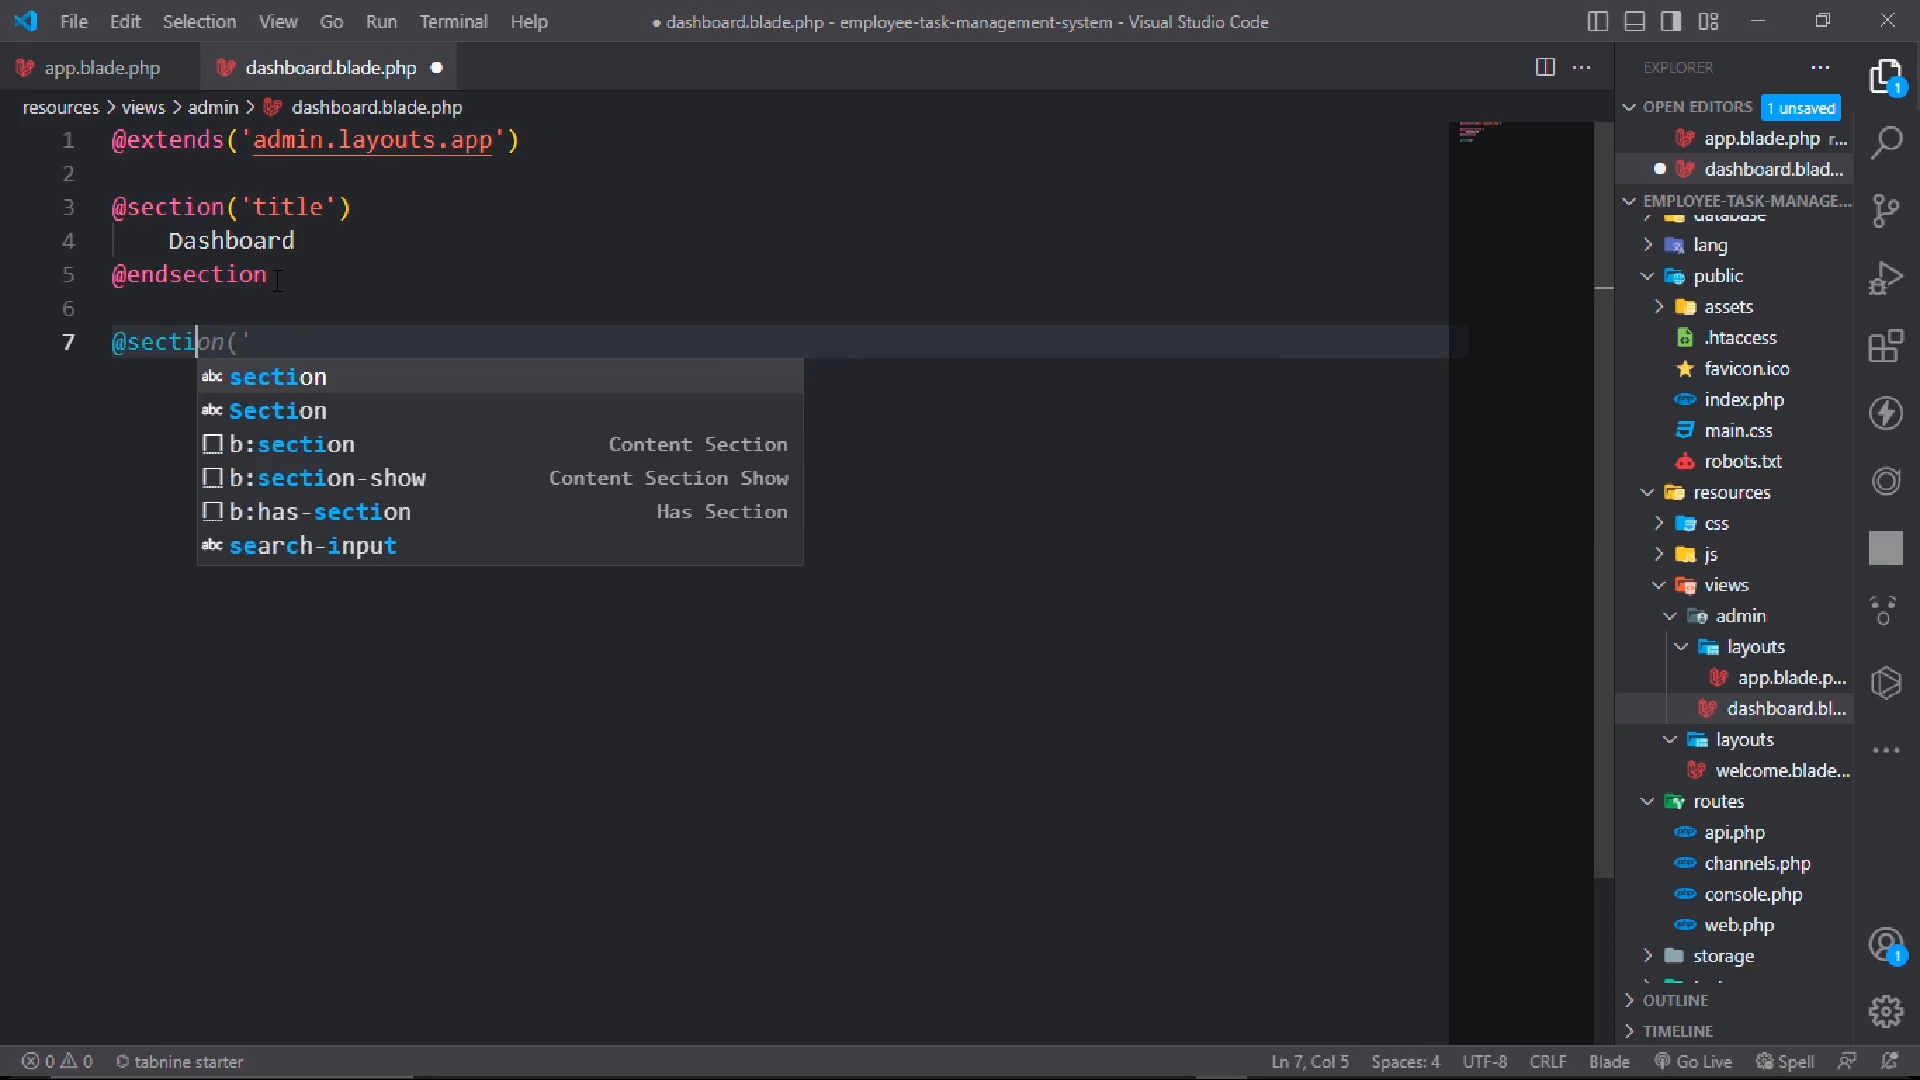 File Edit Selection View Go Run Terminal Help
● dashboard.blade.php - employee-task-management-system - Visual Studio Code
app.blade.php
dashboard.blade.php
resources > views > admin > dashboard.blade.php
1 @extends('admin.layouts.app')
2
3 @section('title')
4 Dashboard
5 @endsection
6
7 @section('
abc section
abc Section
b:section Content Section
b:section-show Content Section Show
b:has-section Has Section
abc search-input
EXPLORER
OPEN EDITORS 1 unsaved
app.blade.php r...
dashboard.blad...
EMPLOYEE-TASK-MANAGE...
database
lang
public
assets
.htaccess
favicon.ico
index.php
main.css
robots.txt
resources
css
js
views
admin
layouts
app.blade.p...
dashboard.bl...
layouts
welcome.blade...
routes
api.php
channels.php
console.php
web.php
storage
OUTLINE
TIMELINE
1
1
0 0 tabnine starter
Ln 7, Col 5 Spaces: 4 UTF-8 CRLF Blade Go Live Spell